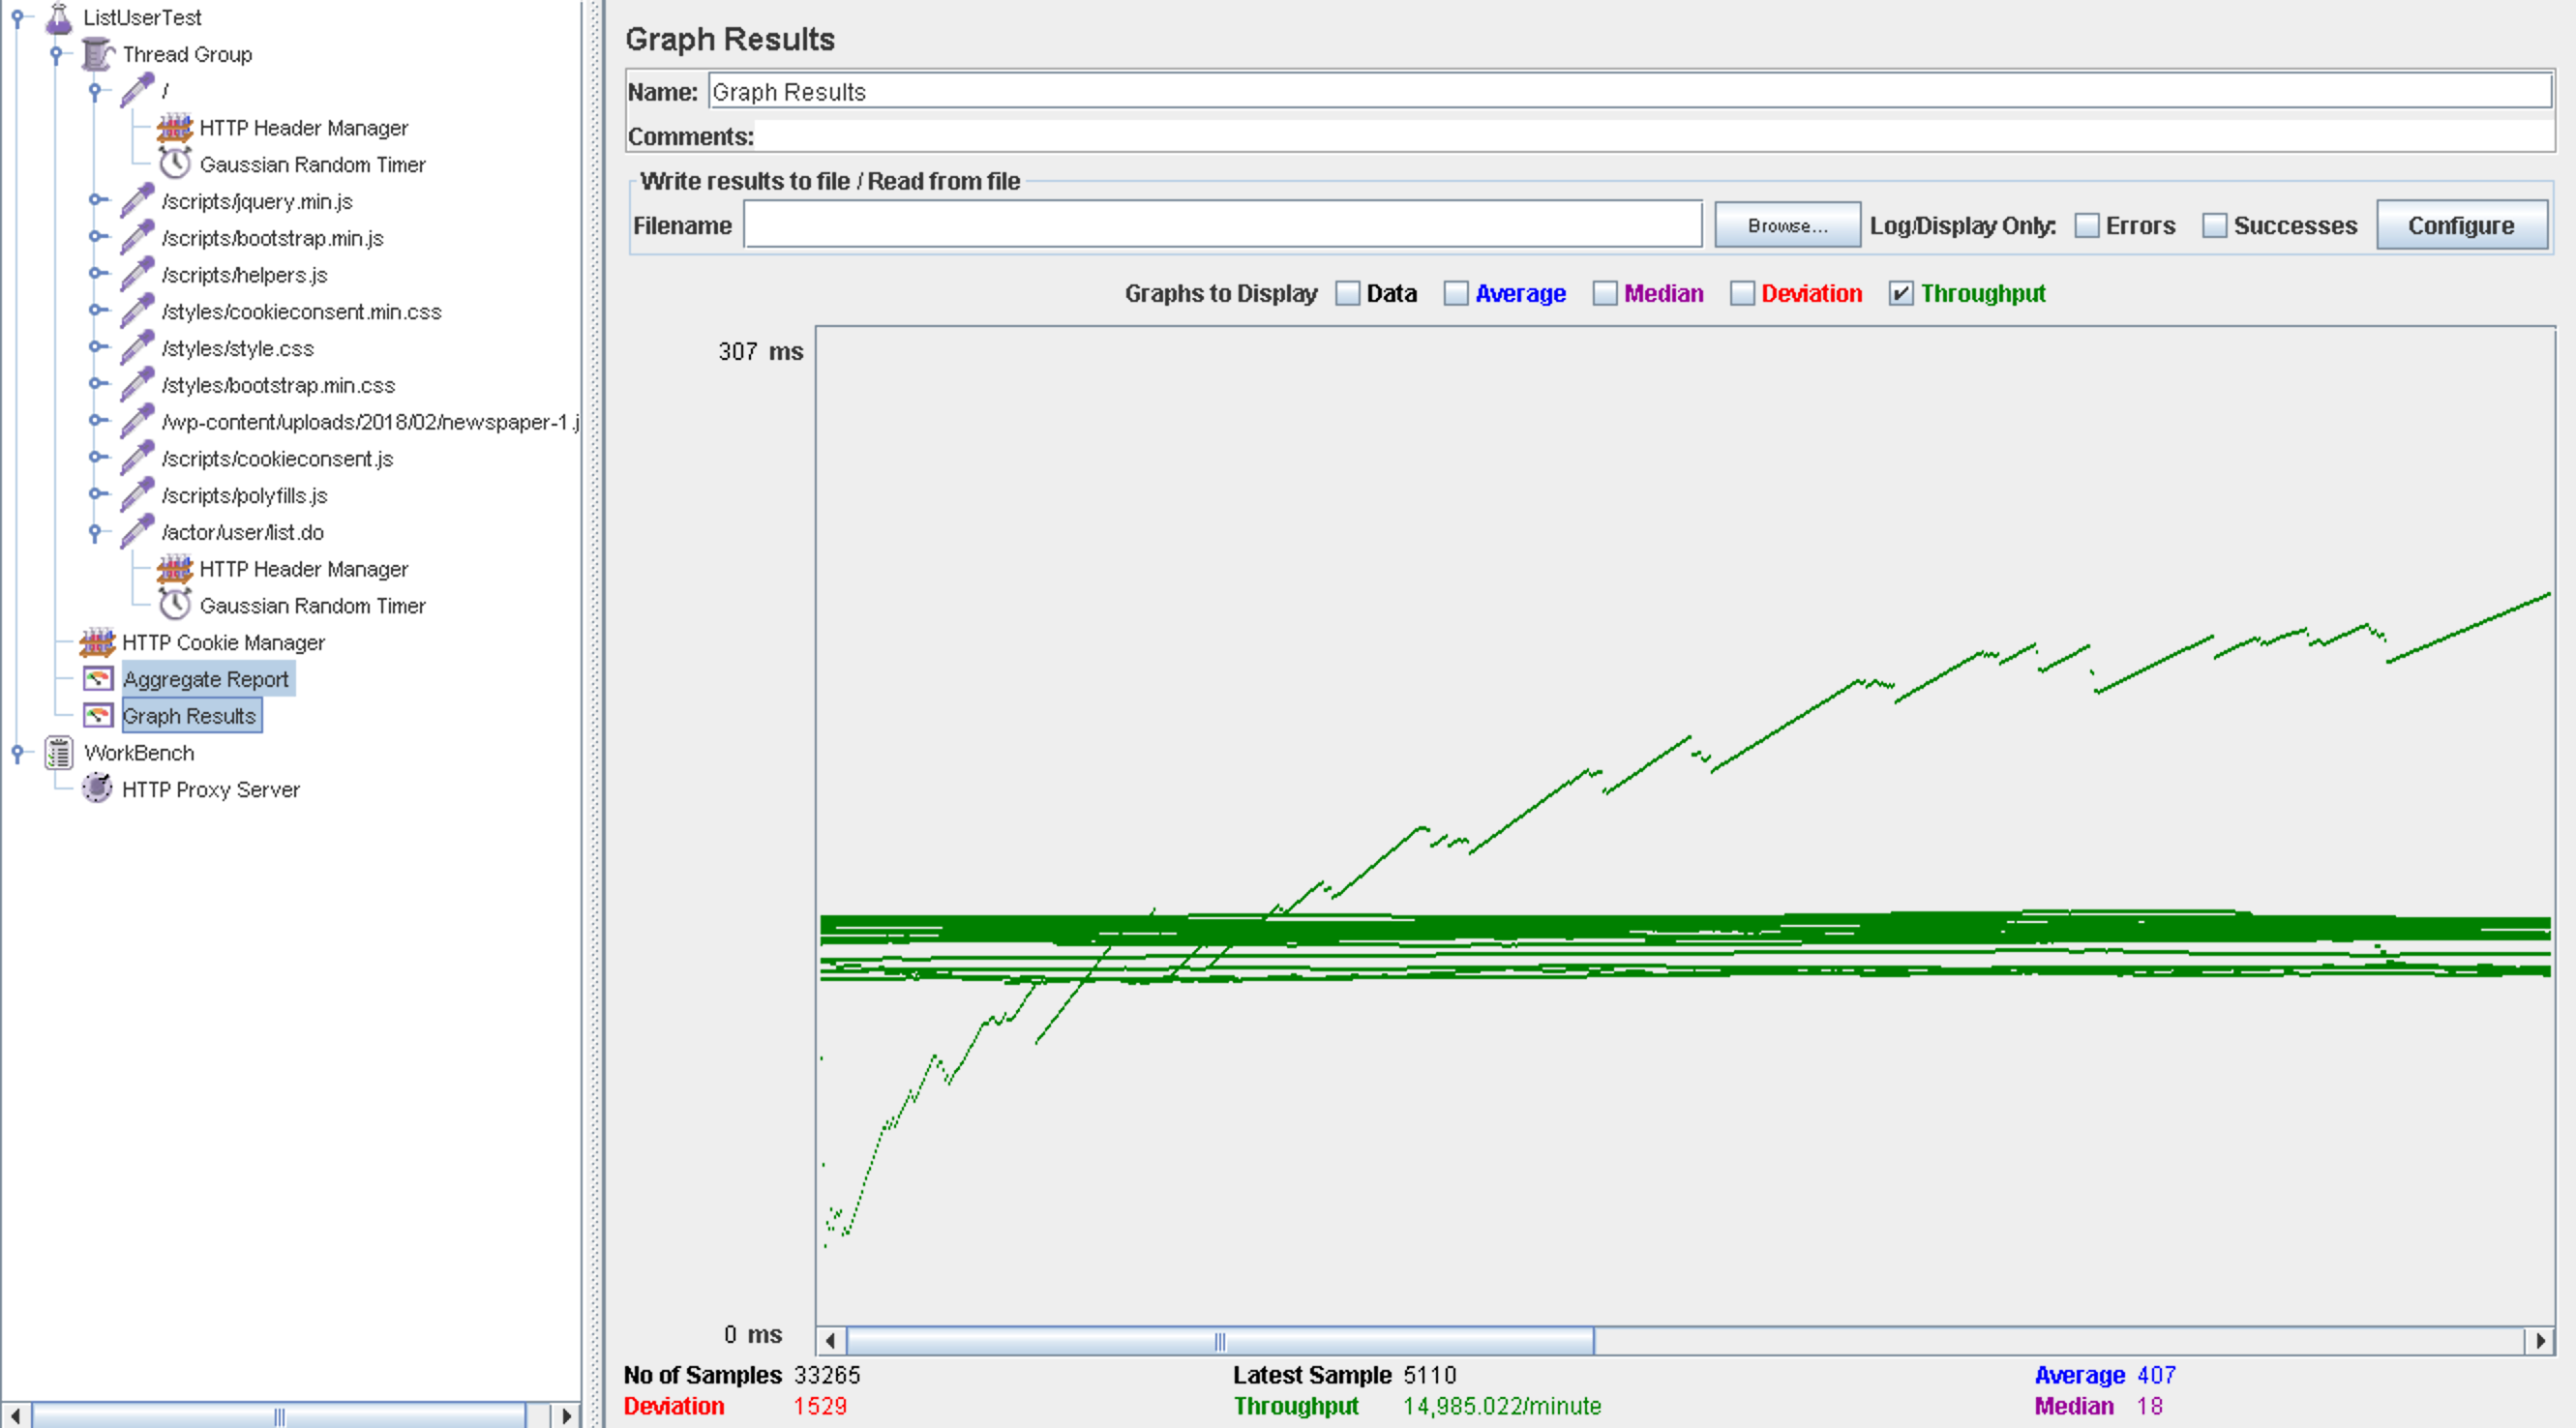 ListUserTest
Thread Group
/
HTTP Header Manager
Gaussian Random Timer
/scripts/jquery.min.js
/scripts/bootstrap.min.js
/scripts/helpers.js
/styles/cookieconsent.min.css
/styles/style.css
/styles/bootstrap.min.css
/wp-content/uploads/2018/02/newspaper-1.j
/scripts/cookieconsent.js
/scripts/polyfills.js
/actor/user/list.do
HTTP Header Manager
Gaussian Random Timer
HTTP Cookie Manager
Aggregate Report
Graph Results
WorkBench
HTTP Proxy Server
Graph Results
Name: Graph Results
Comments:
Write results to file / Read from file
Filename Browse... Log/Display Only: Errors Successes Configure
Graphs to Display Data Average Median Deviation Throughput
307 ms
0 ms
No of Samples 33265 Latest Sample 5110 Average 407
Deviation 1529 Throughput 14,985.022/minute Median 18